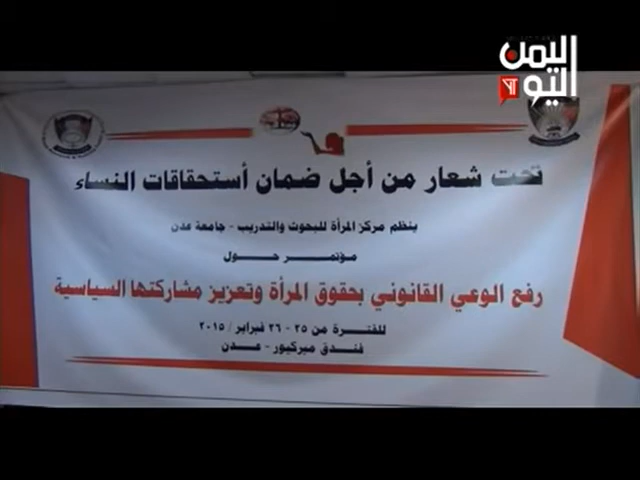 اليمن
اليوم
تحت شعار من أجل ضمان أستحقاقات النساء
ينظم مركز المرأة للبحوث والتدريب - جامعة عدن
مؤتمر حول
رفع الوعي القانوني بحقوق المرأة وتعزيز مشاركتها السياسية
للفترة من ٢٥ - ٢٦ فبراير / ٢٠١٥
فندق ميركيور - عدن